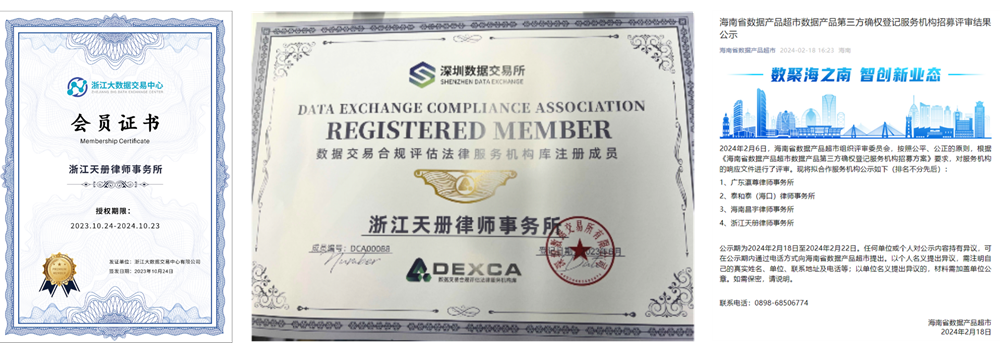 浙江大数据交易中心
会员证书
Membership Certificate
浙江天册律师事务所
授权期限：
2023.10.24-2024.10.23
发证单位：浙江大数据交易中心有限公司
签发日期：2023年10月24日
深圳数据交易所
SHENZHEN DATA EXCHANGE
DATA EXCHANGE COMPLIANCE ASSOCIATION
REGISTERED MEMBER
数据交易合规评估法律服务机构库注册成员
浙江天册律师事务所
成员编号：DCA00088
Number
DEXCA
海南省数据产品超市数据产品第三方确权登记服务机构招募评审结果
公示
海南省数据产品超市 2024-02-18 16:23 海南
数聚海之南 智创新业态
2024年2月6日，海南省数据产品超市组织评审委员会，按照公平、公正的原则，根据
《海南省数据产品超市数据产品第三方确权登记服务机构招募方案》要求，对服务机构
的响应文件进行了评审。现将拟合作服务机构公示如下（排名不分先后）：
1、广东瀛尊律师事务所
2、泰和泰（海口）律师事务所
3、海南昌宇律师事务所
4、浙江天册律师事务所
公示期为2024年2月18日至2024年2月22日。任何单位或个人对公示内容持有异议，可
在公示期内通过电话方式向海南省数据产品超市提出。以个人名义提出异议，需注明自
己的真实姓名、单位、联系地址及电话等；以单位名义提出异议的，材料需加盖单位公
章。如需保密，请说明。
联系电话：0898-68506774
海南省数据产品超市
2024年2月18日